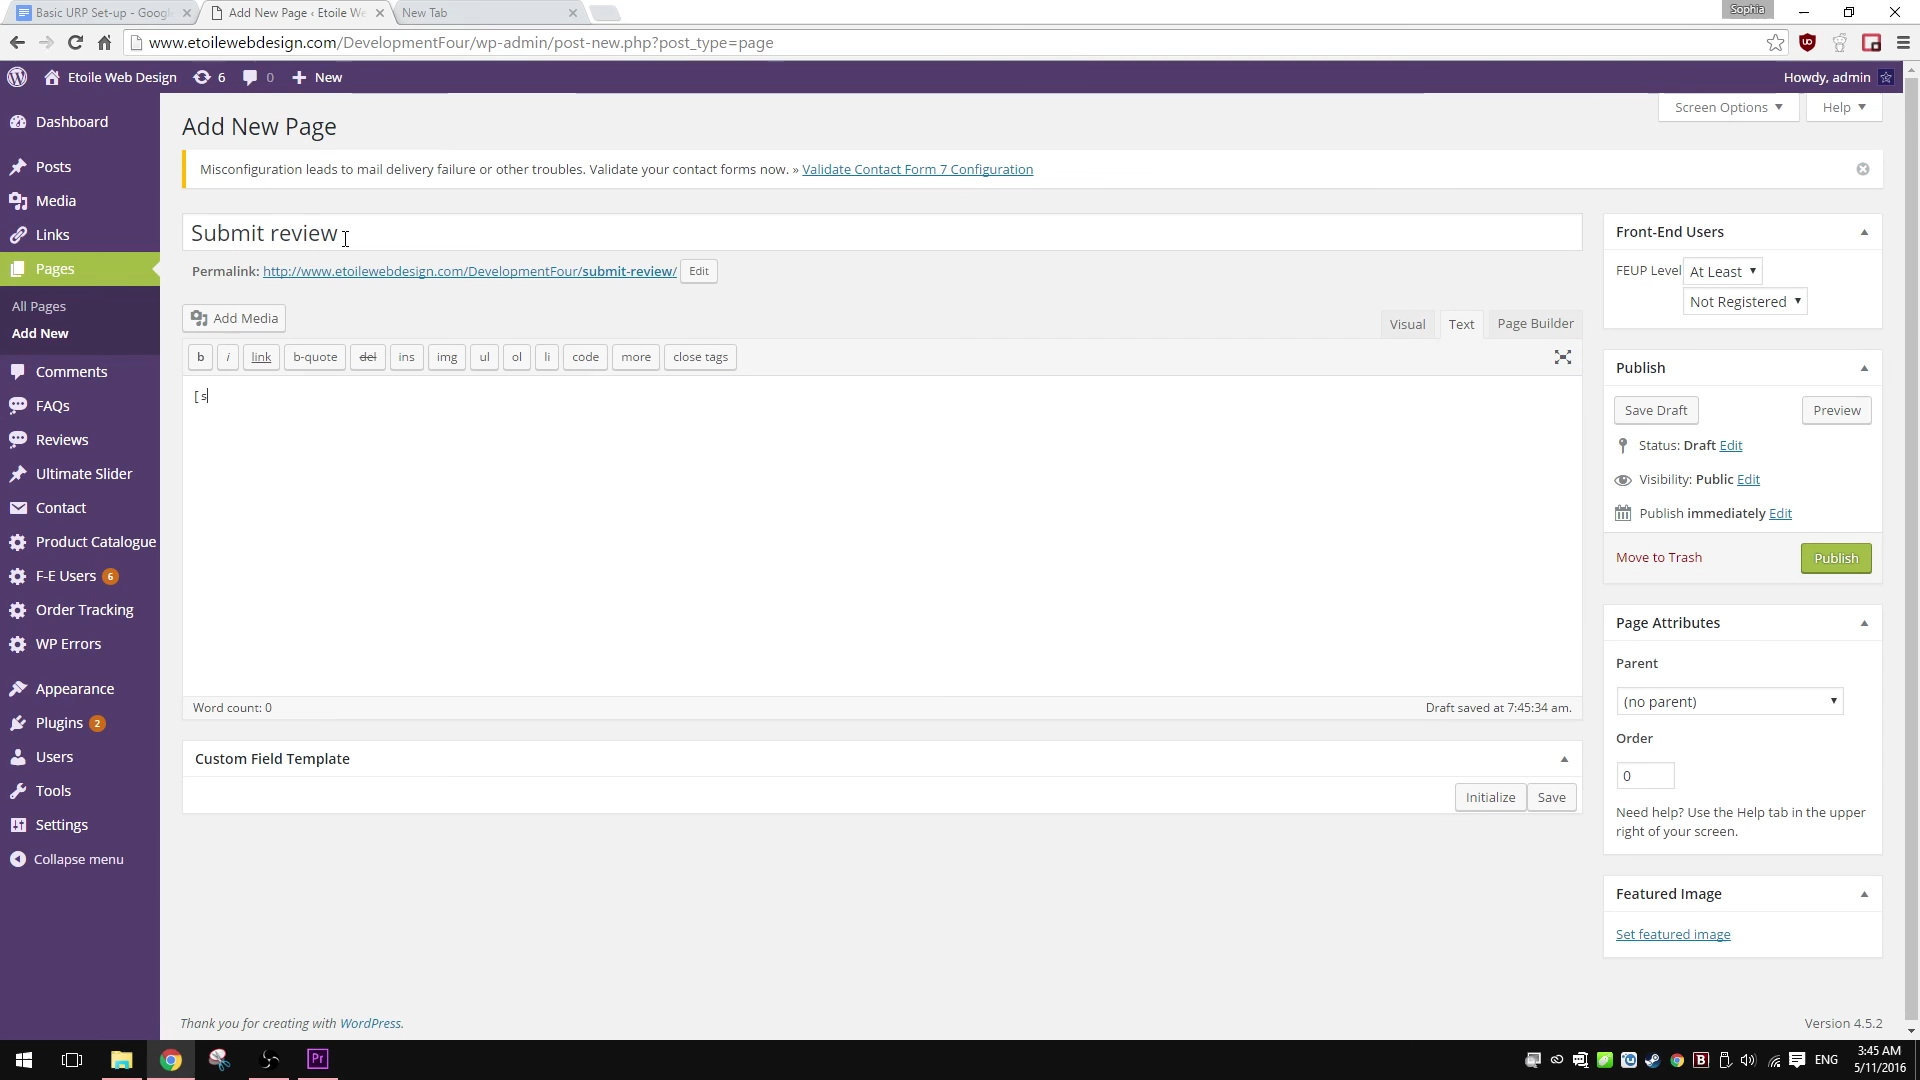 Basic URP Set-up - Googl
Add New Page ‹ Etoile We
New Tab
Sophia
www.etoilewebdesign.com/DevelopmentFour/wp-admin/post-new.php?post_type=page
Etoile Web Design
6
0
New
Howdy, admin
Dashboard
Posts
Media
Links
Pages
All Pages
Add New
Comments
FAQs
Reviews
Ultimate Slider
Contact
Product Catalogue
F-E Users 6
Order Tracking
WP Errors
Appearance
Plugins 2
Users
Tools
Settings
Collapse menu
Screen Options
Help
Add New Page
Misconfiguration leads to mail delivery failure or other troubles. Validate your contact forms now. » Validate Contact Form 7 Configuration
Submit review
Permalink: http://www.etoilewebdesign.com/DevelopmentFour/submit-review/ Edit
Add Media
Visual
Text
Page Builder
b
i
link
b-quote
del
ins
img
ul
ol
li
code
more
close tags
[s
Word count: 0
Draft saved at 7:45:34 am.
Custom Field Template
Initialize
Save
Front-End Users
FEUP Level At Least
Not Registered
Publish
Save Draft
Preview
Status: Draft Edit
Visibility: Public Edit
Publish immediately Edit
Move to Trash
Publish
Page Attributes
Parent
(no parent)
Order
0
Need help? Use the Help tab in the upper
right of your screen.
Featured Image
Set featured image
Thank you for creating with WordPress.
Version 4.5.2
Pr
B
ENG
3:45 AM
5/11/2016